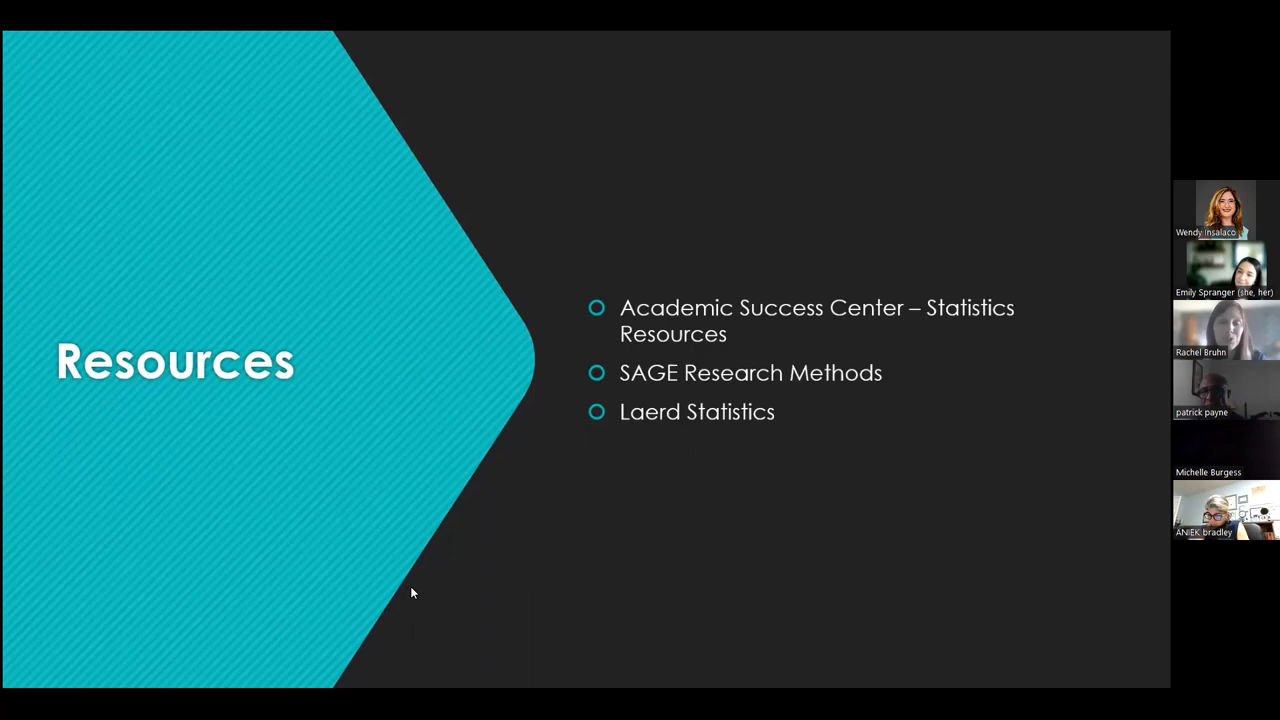 Resources
Academic Success Center – Statistics
Resources
SAGE Research Methods
Laerd Statistics
Wendy Insalaco
Emily Spranger (she, her)
Rachel Bruhn
patrick payne
Michelle Burgess
ANIEK bradley